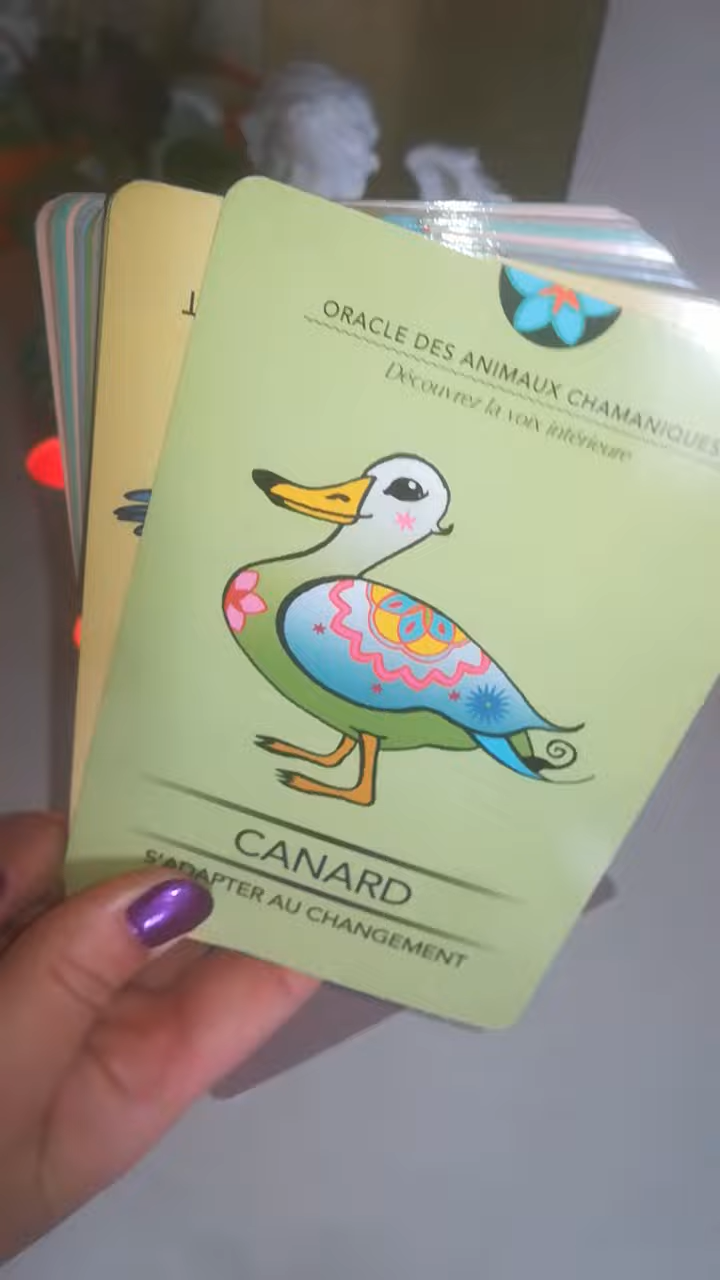 ORACLE DES ANIMAUX CHAMANIQUES
Découvrez la voix intérieure
CANARD
S'ADAPTER AU CHANGEMENT
T